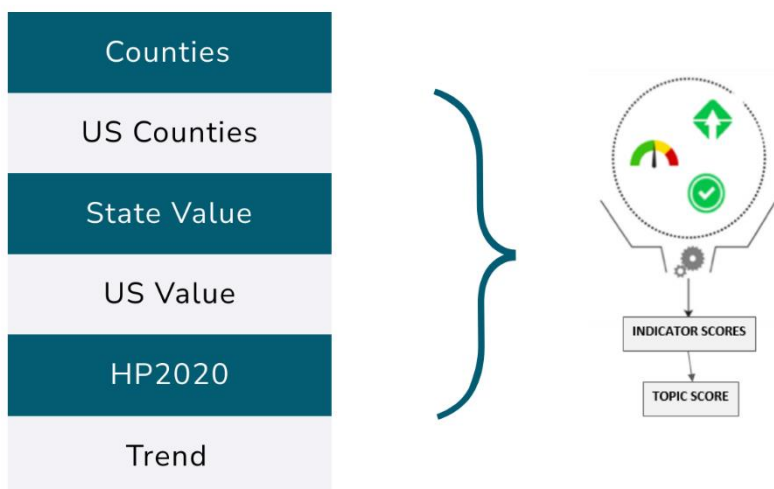 Counties
US Counties
State Value
US Value
HP2020
Trend
INDICATOR SCORES
TOPIC SCORE